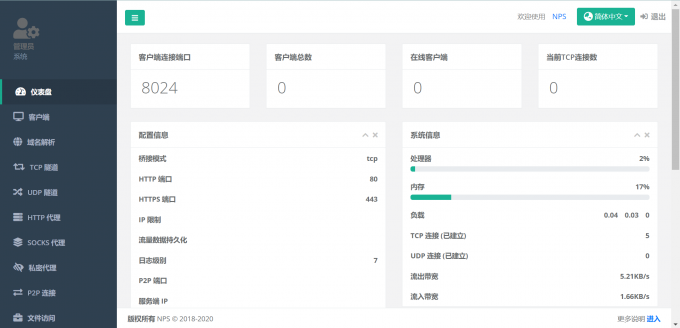 管理员
系统
仪表盘
客户端
域名解析
TCP 隧道
UDP 隧道
HTTP 代理
SOCKS 代理
私密代理
P2P 连接
文件访问
欢迎使用 NPS 简体中文 退出
客户端连接端口 客户端总数 在线客户端 当前TCP连接数
8024 0 0 0
配置信息
桥接模式 tcp
HTTP 端口 80
HTTPS 端口 443
IP 限制
流量数据持久化
日志级别 7
P2P 端口
服务端 IP
系统信息
处理器 2%
内存 17%
负载 0.04 0.03 0
TCP 连接 (已建立) 5
UDP 连接 (已建立) 0
流出带宽 5.21KB/s
流入带宽 1.66KB/s
版权所有 NPS © 2018-2020 更多说明 进入